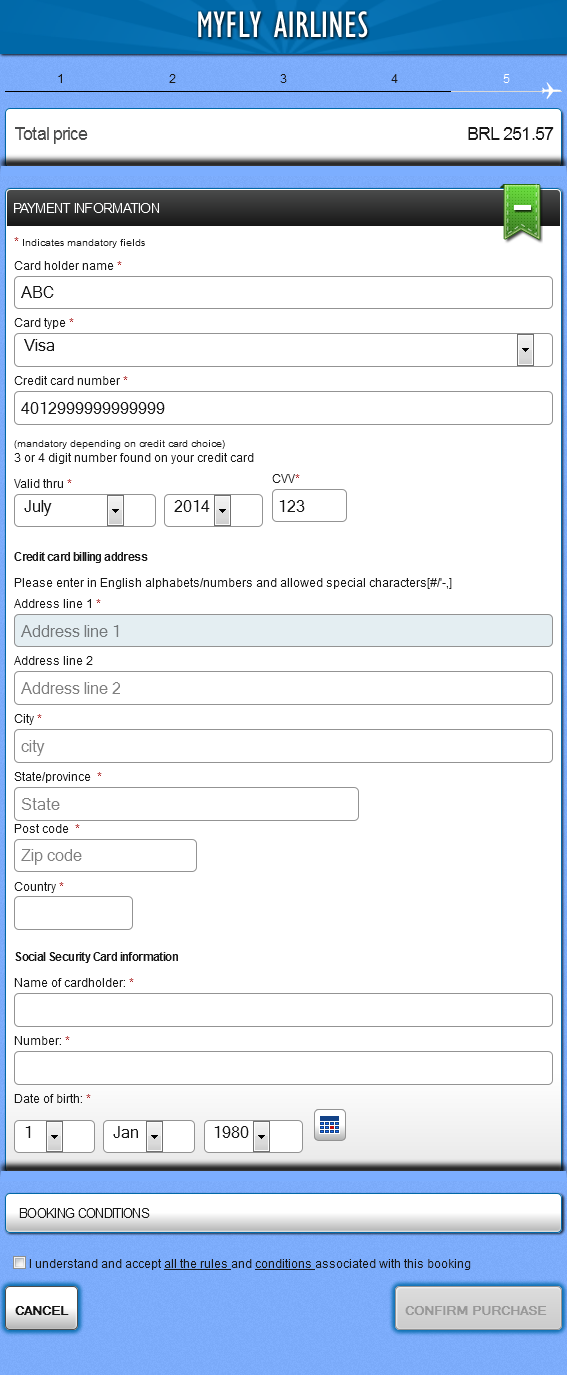 MYFLY AIRLINES
1 2 3 4 5
Total price BRL 251.57
PAYMENT INFORMATION
* Indicates mandatory fields
Card holder name *
ABC
Card type *
Visa
Credit card number *
4012999999999999
(mandatory depending on credit card choice)
3 or 4 digit number found on your credit card
Valid thru * CVV*
July 2014 123
Credit card billing address
Please enter in English alphabets/numbers and allowed special characters[#/'-,]
Address line 1 *
Address line 1
Address line 2
Address line 2
City *
city
State/province *
State
Post code *
Zip code
Country *
Social Security Card information
Name of cardholder: *
Number: *
Date of birth: *
1 Jan 1980
BOOKING CONDITIONS
I understand and accept all the rules and conditions associated with this booking
CANCEL CONFIRM PURCHASE